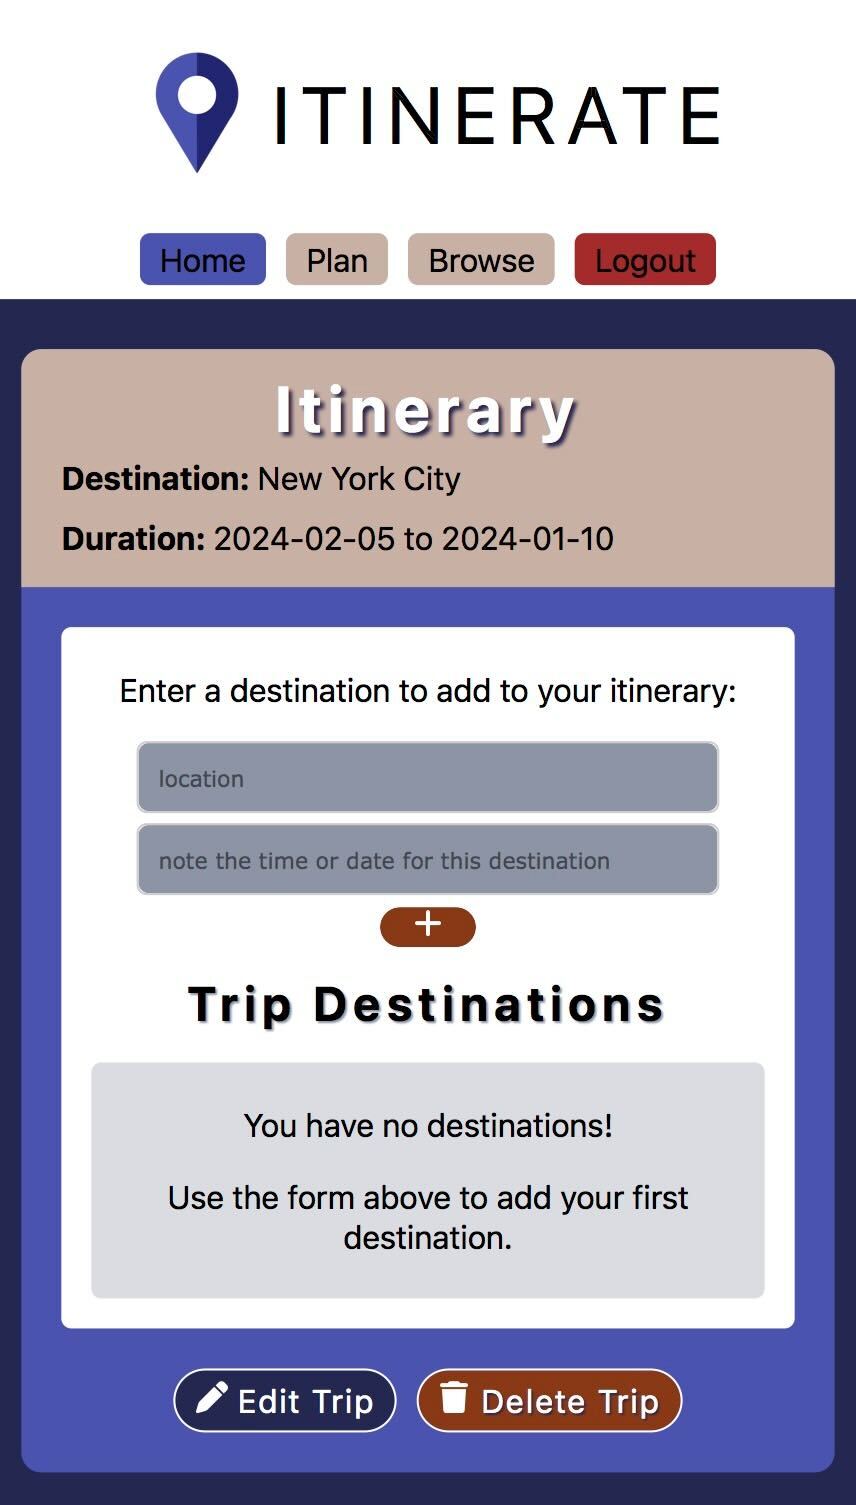 ITINERATE
Home Plan Browse Logout
Itinerary
Destination: New York City
Duration: 2024-02-05 to 2024-01-10
Enter a destination to add to your itinerary:
location
note the time or date for this destination
+
Trip Destinations
You have no destinations!
Use the form above to add your first
destination.
Edit Trip Delete Trip